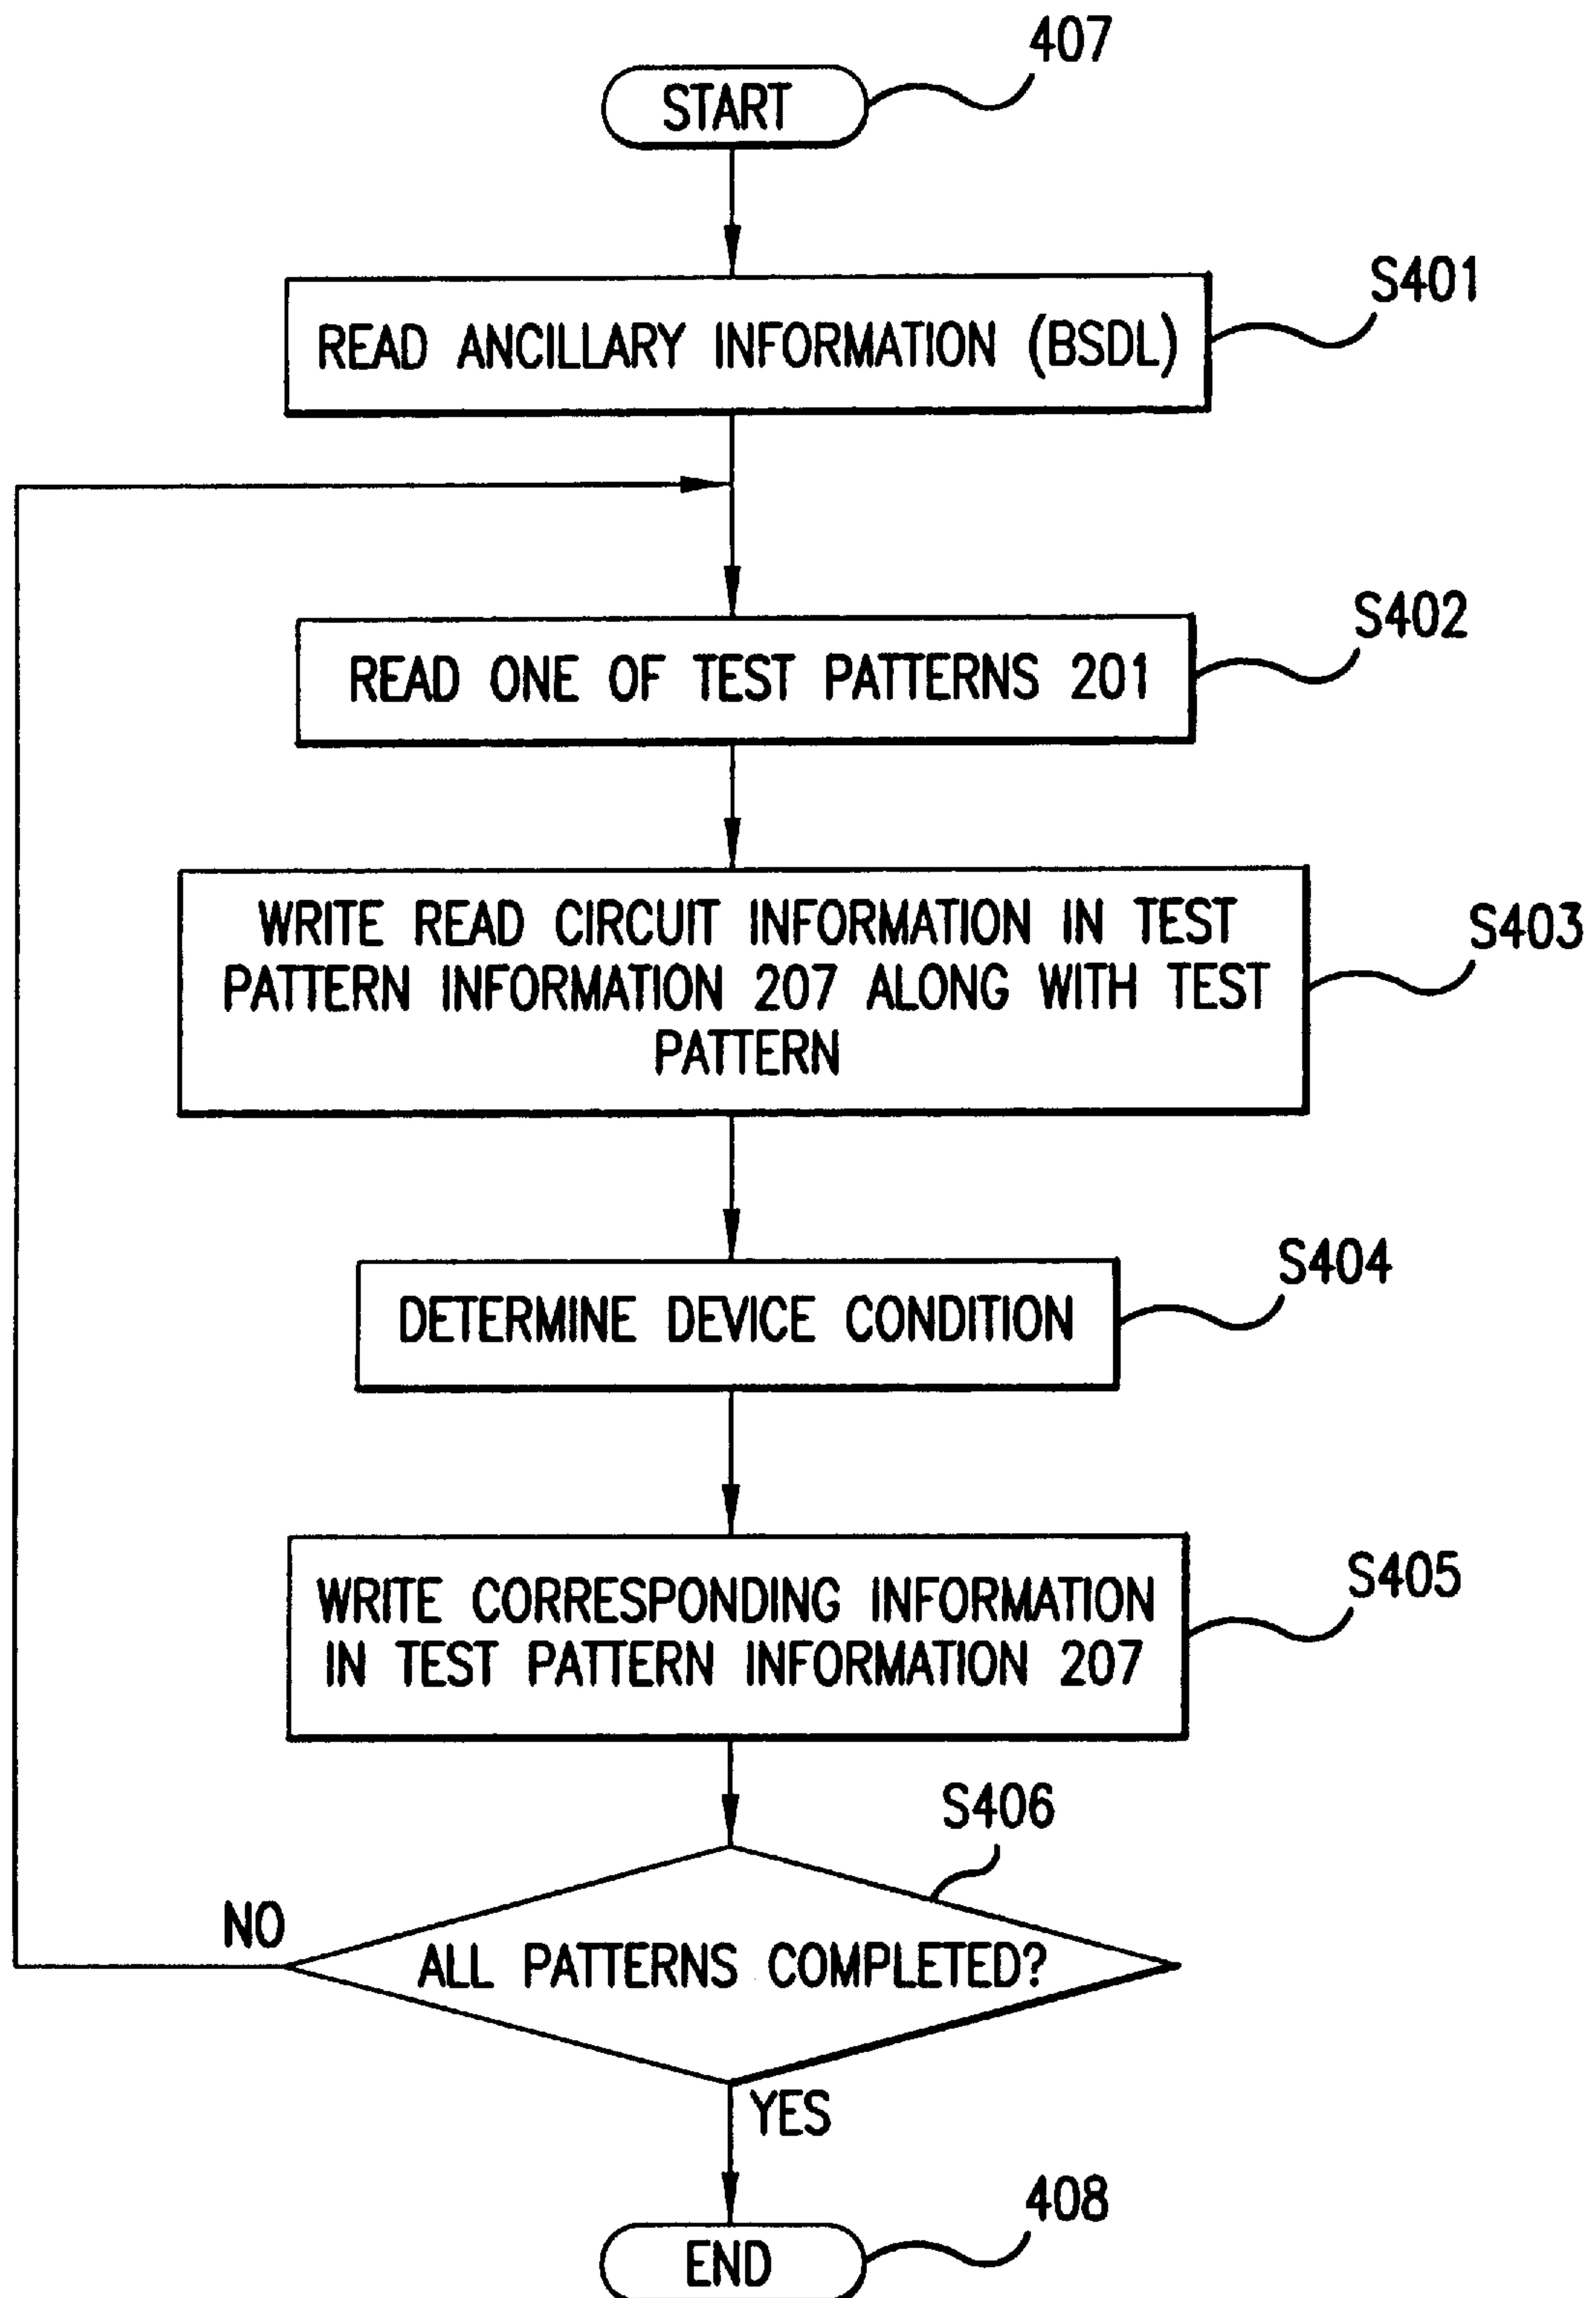 407
START
S401
READ ANCILLARY INFORMATION (BSDL)
S402
READ ONE OF TEST PATTERNS 201
S403
WRITE READ CIRCUIT INFORMATION IN TEST
PATTERN INFORMATION 207 ALONG WITH TEST
PATTERN
S404
DETERMINE DEVICE CONDITION
S405
WRITE CORRESPONDING INFORMATION
IN TEST PATTERN INFORMATION 207
S406
NO
ALL PATTERNS COMPLETED?
YES
408
END